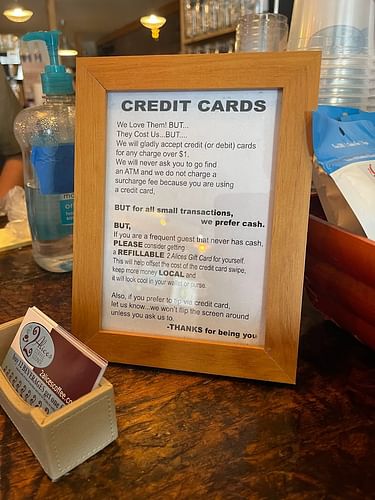 CREDIT CARDS
We Love Them! BUT...
They Cost Us...BUT....
We will gladly accept credit (or debit) cards
for any charge over $1.
We will never ask you to go find
an ATM and we do not charge a
surcharge fee because you are using
a credit card,
BUT for all small transactions,
we prefer cash.
BUT,
If you are a frequent guest that never has cash,
PLEASE consider getting
a REFILLABLE 2 Alices Gift Card for yourself.
This will help offset the cost of the credit card swipe,
keep more money LOCAL and
it will look cool in your wallet or purse.
Also, if you prefer to tip via credit card,
let us know...we won't flip the screen around
unless you ask us to.
-THANKS for being you
2 Alices
2alicescoffee.co